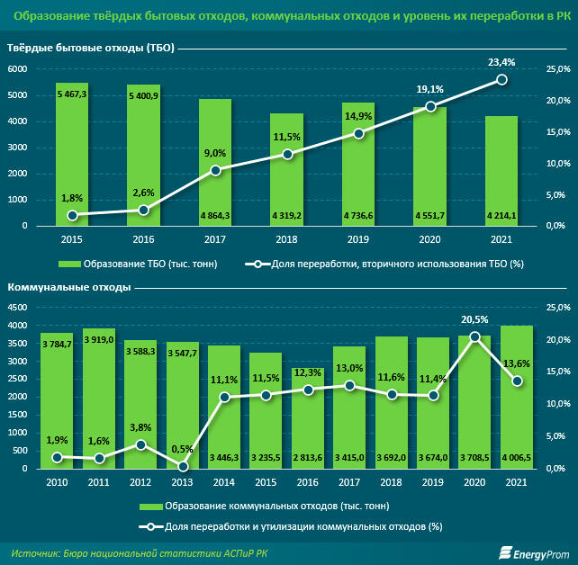 Образование твёрдых бытовых отходов, коммунальных отходов и уровень их переработки в РК
Твёрдые бытовые отходы (ТБО)
6000
5000
4000
3000
2000
1000
0
25,0%
20,0%
15,0%
10,0%
5,0%
0,0%
5 467,3 5 400,9 4 864,3 4 319,2 4 736,6 4 551,7 4 214,1
1,8% 2,6% 9,0% 11,5% 14,9% 19,1% 23,4%
2015 2016 2017 2018 2019 2020 2021
Образование ТБО (тыс. тонн) Доля переработки, вторичного использования ТБО (%)
Коммунальные отходы
4500
4000
3500
3000
2500
2000
1500
1000
500
0
25,0%
20,0%
15,0%
10,0%
5,0%
0,0%
3 784,7 3 919,0 3 588,3 3 547,7 3 446,3 3 235,5 2 813,6 3 415,0 3 692,0 3 674,0 3 708,5 4 006,5
1,9% 1,6% 3,8% 0,5% 11,1% 11,5% 12,3% 13,0% 11,6% 11,4% 20,5% 13,6%
2010 2011 2012 2013 2014 2015 2016 2017 2018 2019 2020 2021
Образование коммунальных отходов (тыс. тонн)
Доля переработки и утилизации коммунальных отходов (%)
Источник: Бюро национальной статистики АСПиР РК
EnergyProm